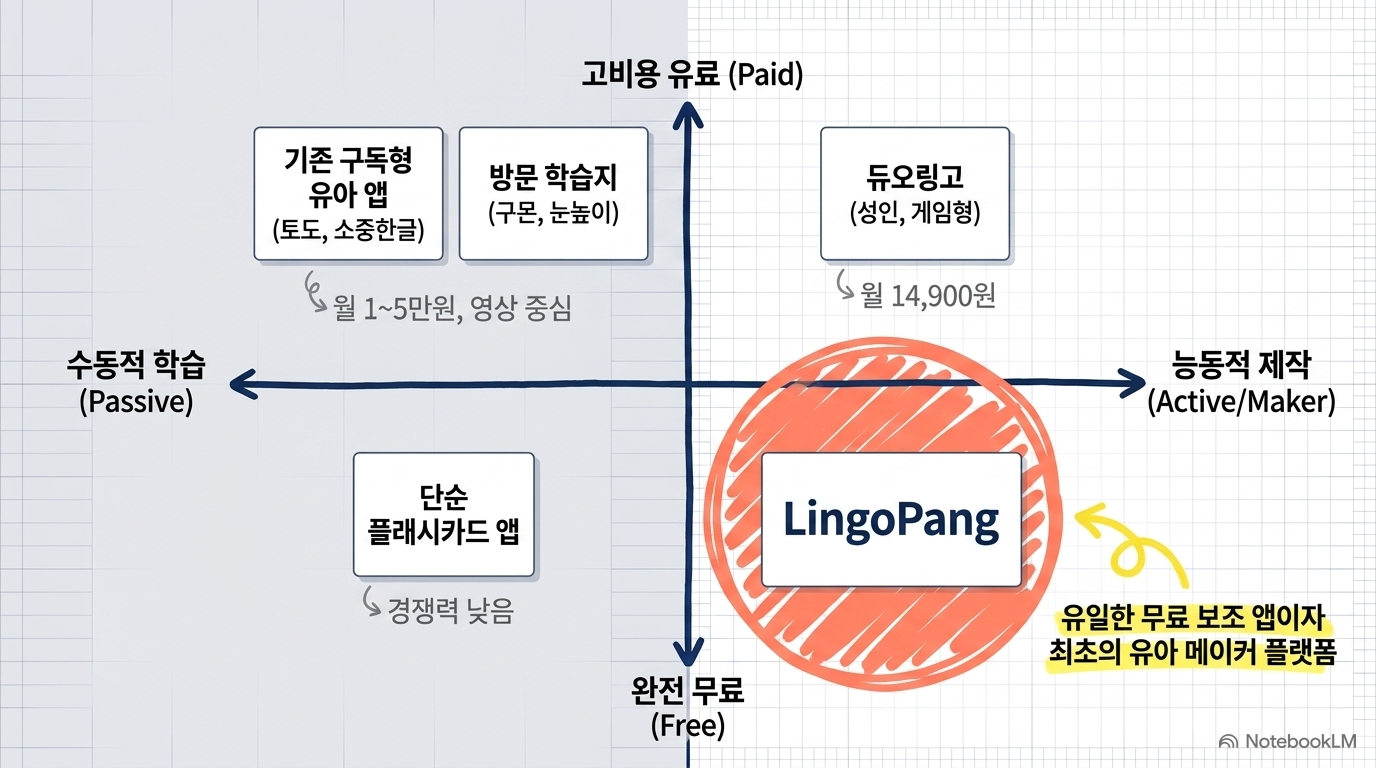 고비용 유료 (Paid)
기존 구독형
유아 앱
(토도, 소중한글)
방문 학습지
(구몬, 눈높이)
듀오링고
(성인, 게임형)
월 1~5만원, 영상 중심
월 14,900원
수동적 학습
(Passive)
능동적 제작
(Active/Maker)
단순
플래시카드 앱
경쟁력 낮음
LingoPang
유일한 무료 보조 앱이자
최초의 유아 메이커 플랫폼
완전 무료
(Free)
NotebookLM